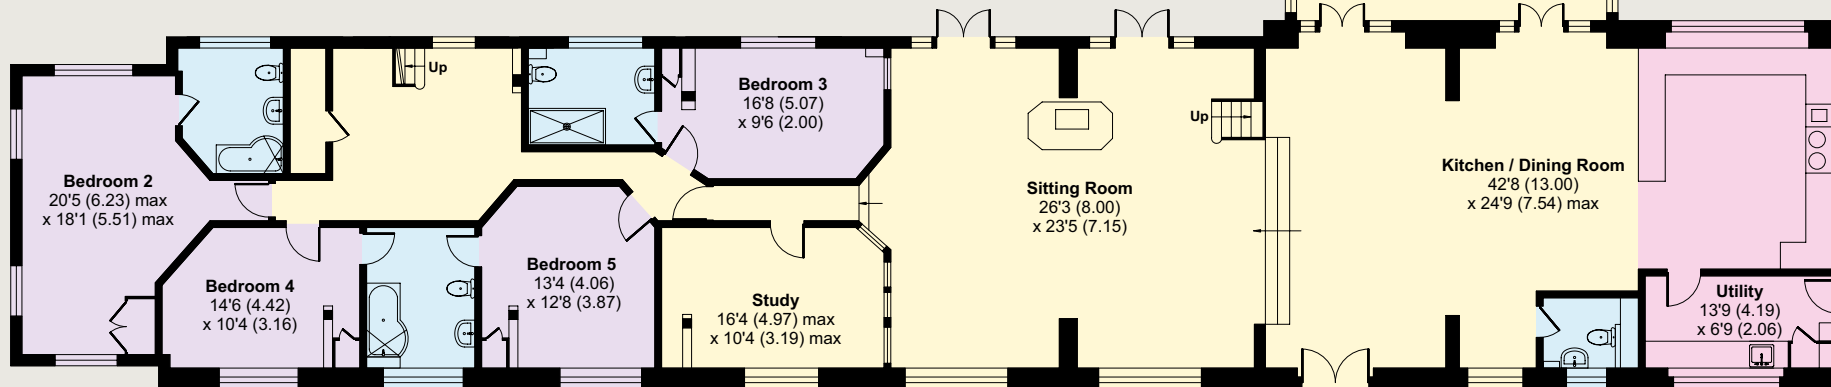 Up
Bedroom 3
16'8 (5.07)
x 9'6 (2.00)
Up
Bedroom 2
20'5 (6.23) max
x 18'1 (5.51) max
Sitting Room
26'3 (8.00)
x 23'5 (7.15)
Kitchen / Dining Room
42'8 (13.00)
x 24'9 (7.54) max
Bedroom 4
14'6 (4.42)
x 10'4 (3.16)
Bedroom 5
13'4 (4.06)
x 12'8 (3.87)
Study
16'4 (4.97) max
x 10'4 (3.19) max
Utility
13'9 (4.19)
x 6'9 (2.06)